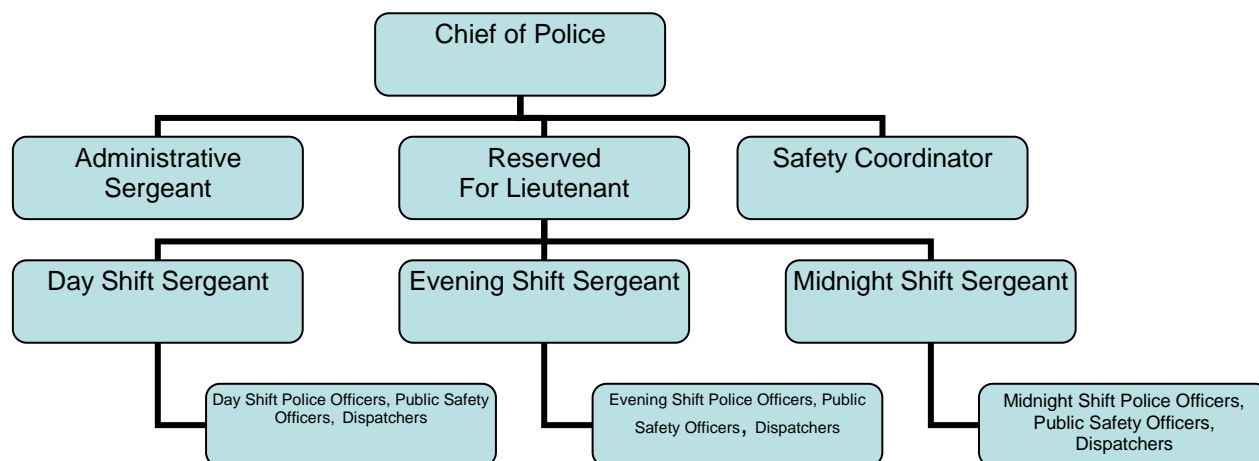 Chief of Police
Administrative
Sergeant
Reserved
For Lieutenant
Safety Coordinator
Day Shift Sergeant
Evening Shift Sergeant
Midnight Shift Sergeant
Day Shift Police Officers, Public Safety
Officers, Dispatchers
Evening Shift Police Officers, Public
Safety Officers, Dispatchers
Midnight Shift Police Officers,
Public Safety Officers,
Dispatchers